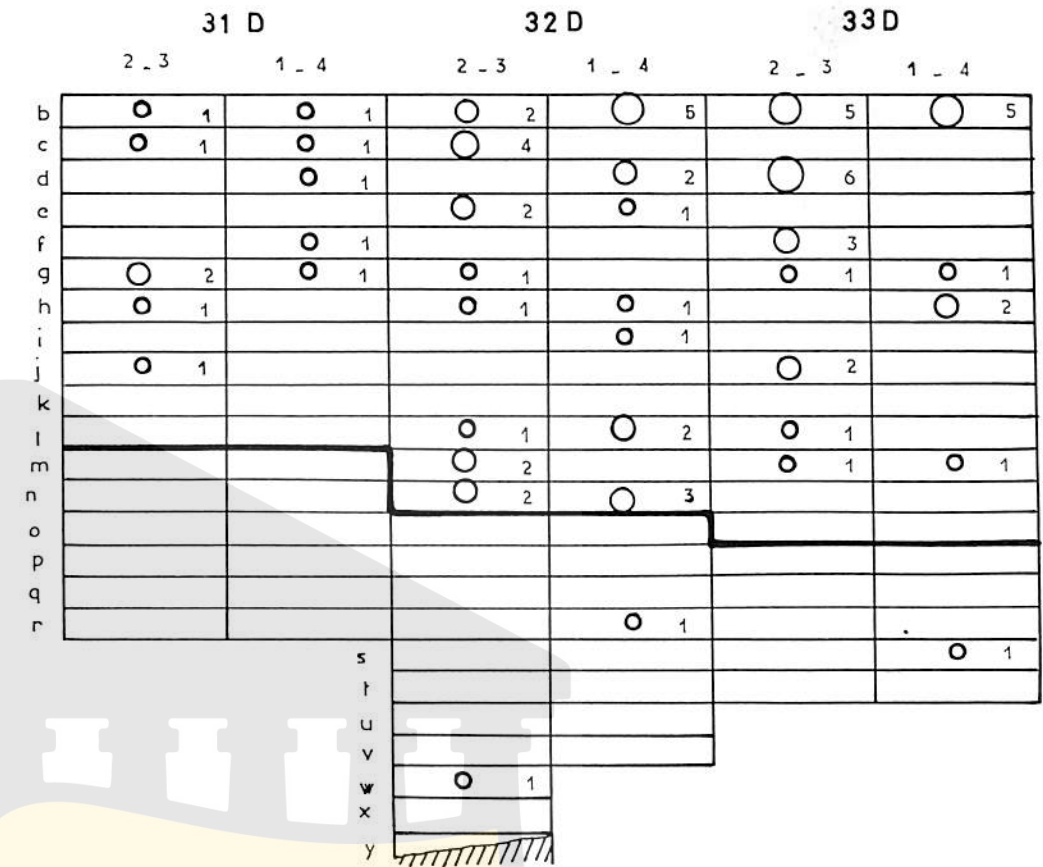 31 D 32 D 33 D
2 - 3 1 - 4 2 - 3 1 - 4 2 - 3 1 - 4
b 1 1 2 5 5 5
c 1 1 4
d 1 2 6
e 2 1
f 1 3
g 2 1 1 1 1
h 1 1 1 2
i 1
j 1 2
k
l 1 2 1
m 2 1 1
n 2 3
o
p
q
r 1
s 1
t
u
v
w 1
x
y